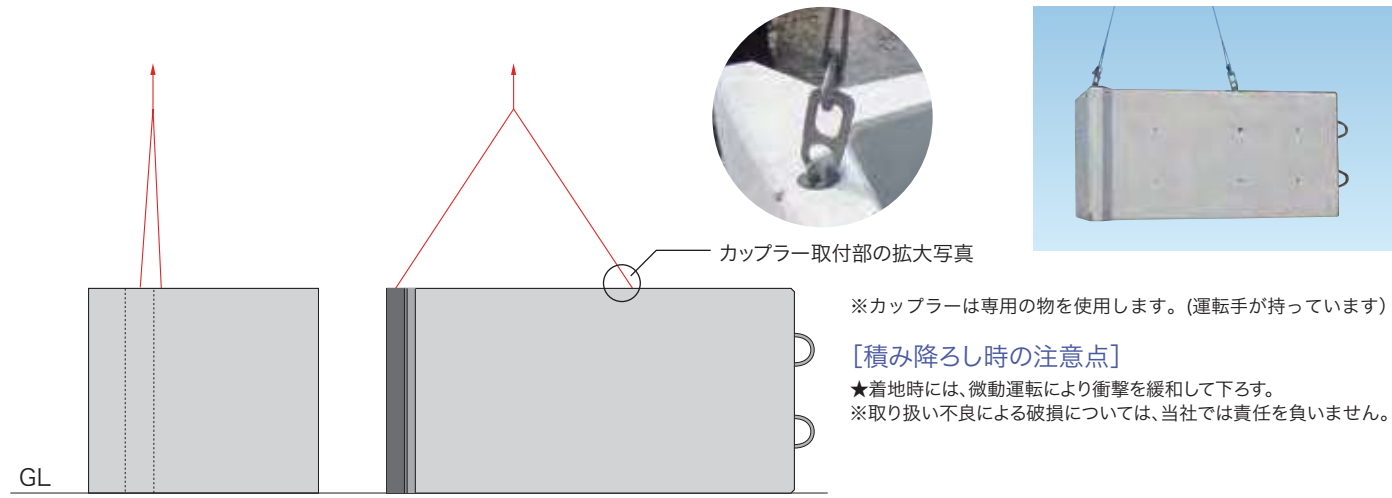 カップラー取付部の拡大写真
※カップラーは専用の物を使用します。(運転手が持っています)
[積み降ろし時の注意点]
★着地時には、微動運転により衝撃を緩和して下ろす。
※取り扱い不良による破損については、当社では責任を負いません。
GL